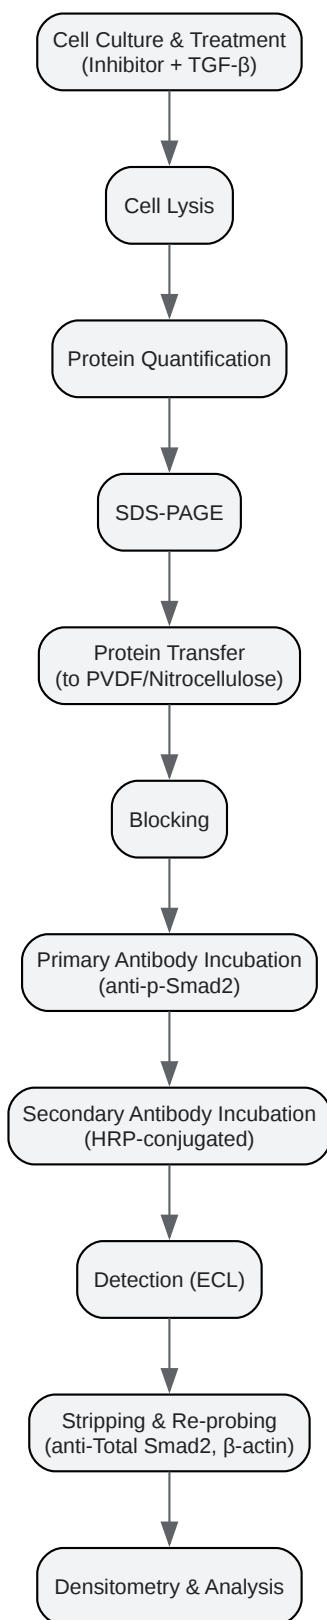 Cell Culture & Treatment
(Inhibitor + TGF-β)
Cell Lysis
Protein Quantification
SDS-PAGE
Protein Transfer
(to PVDF/Nitrocellulose)
Blocking
Primary Antibody Incubation
(anti-p-Smad2)
Secondary Antibody Incubation
(HRP-conjugated)
Detection (ECL)
Stripping & Re-probing
(anti-Total Smad2, β-actin)
Densitometry & Analysis